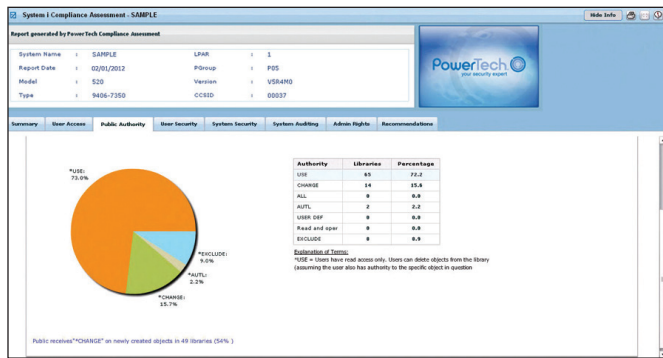 System i Compliance Assessment - SAMPLE
Hide Info
Report generated by PowerTech Compliance Assessment
System Name : SAMPLE LPAR : 1
Report Date : 02/01/2012 PGroup : P05
Model : 520 Version : V5R4M0
Type : 9406-7350 CCSID : 00037
PowerTech
your security expert
Summary User Access Public Authority User Security System Security System Auditing Admin Rights Recommendations
*USE:
73.0%
*EXCLUDE:
9.0%
*AUTL:
2.2%
*CHANGE:
15.7%
Authority Libraries Percentage
USE 65 72.2
CHANGE 14 15.6
ALL 0 0.0
AUTL 2 2.2
USER DEF 0 0.0
Read and oper 0 0.0
EXCLUDE 8 8.9
Explanation of Terms:
*USE = Users have read access only. Users can delete objects from the library
(assuming the user also has authority to the specific object in question
Public receives"*CHANGE" on newly created objects in 49 libraries (54% )